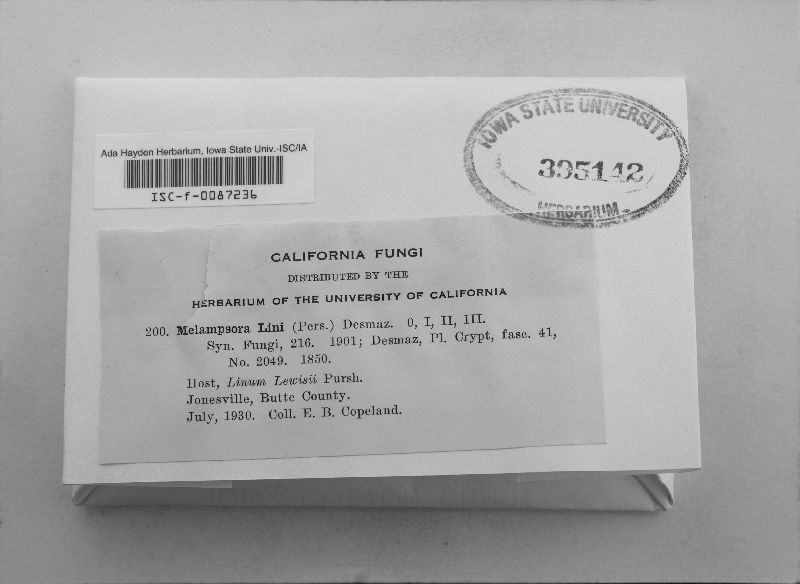 IOWA STATE UNIVERSITY
395142
HERBARIUM
Ada Hayden Herbarium, Iowa State Univ.-ISC/IA
ISC-f-0087236
CALIFORNIA FUNGI
DISTRIBUTED BY THE
HERBARIUM OF THE UNIVERSITY OF CALIFORNIA
200. Melampsora Lini (Pers.) Desmaz. 0, I, II, III.
Syn. Fungi, 216. 1901; Desmaz, Pl. Crypt, fasc. 41,
No. 2049. 1850.
Host, Linum Lewisii Pursh.
Jonesville, Butte County.
July, 1930. Coll. E. B. Copeland.